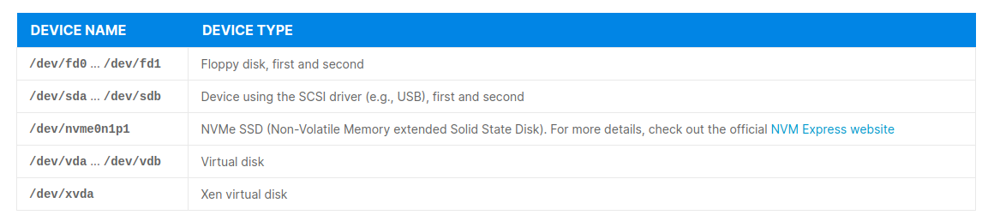 DEVICE NAME DEVICE TYPE
/dev/fd0 ... /dev/fd1 Floppy disk, first and second
/dev/sda ... /dev/sdb Device using the SCSI driver (e.g., USB), first and second
/dev/nvme0n1p1 NVMe SSD (Non-Volatile Memory extended Solid State Disk). For more details, check out the official NVM Express website
/dev/vda ... /dev/vdb Virtual disk
/dev/xvda Xen virtual disk